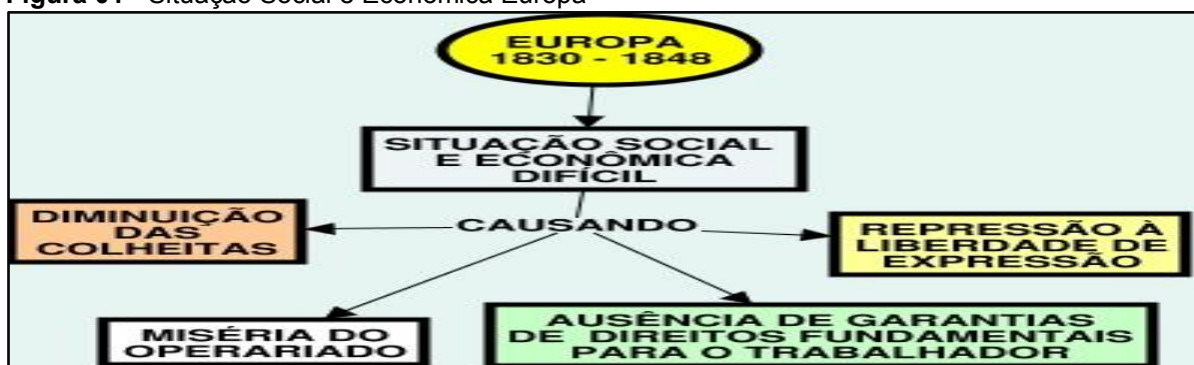 Figura 01 - Situação Social e Econômica Europa
EUROPA
1830 - 1848
SITUAÇÃO SOCIAL
E ECONÔMICA
DIFÍCIL
CAUSANDO
DIMINUIÇÃO
DAS
COLHEITAS
REPRESSÃO À
LIBERDADE DE
EXPRESSÃO
MISÉRIA DO
OPERARIADO
AUSÊNCIA DE GARANTIAS
DE DIREITOS FUNDAMENTAIS
PARA O TRABALHADOR